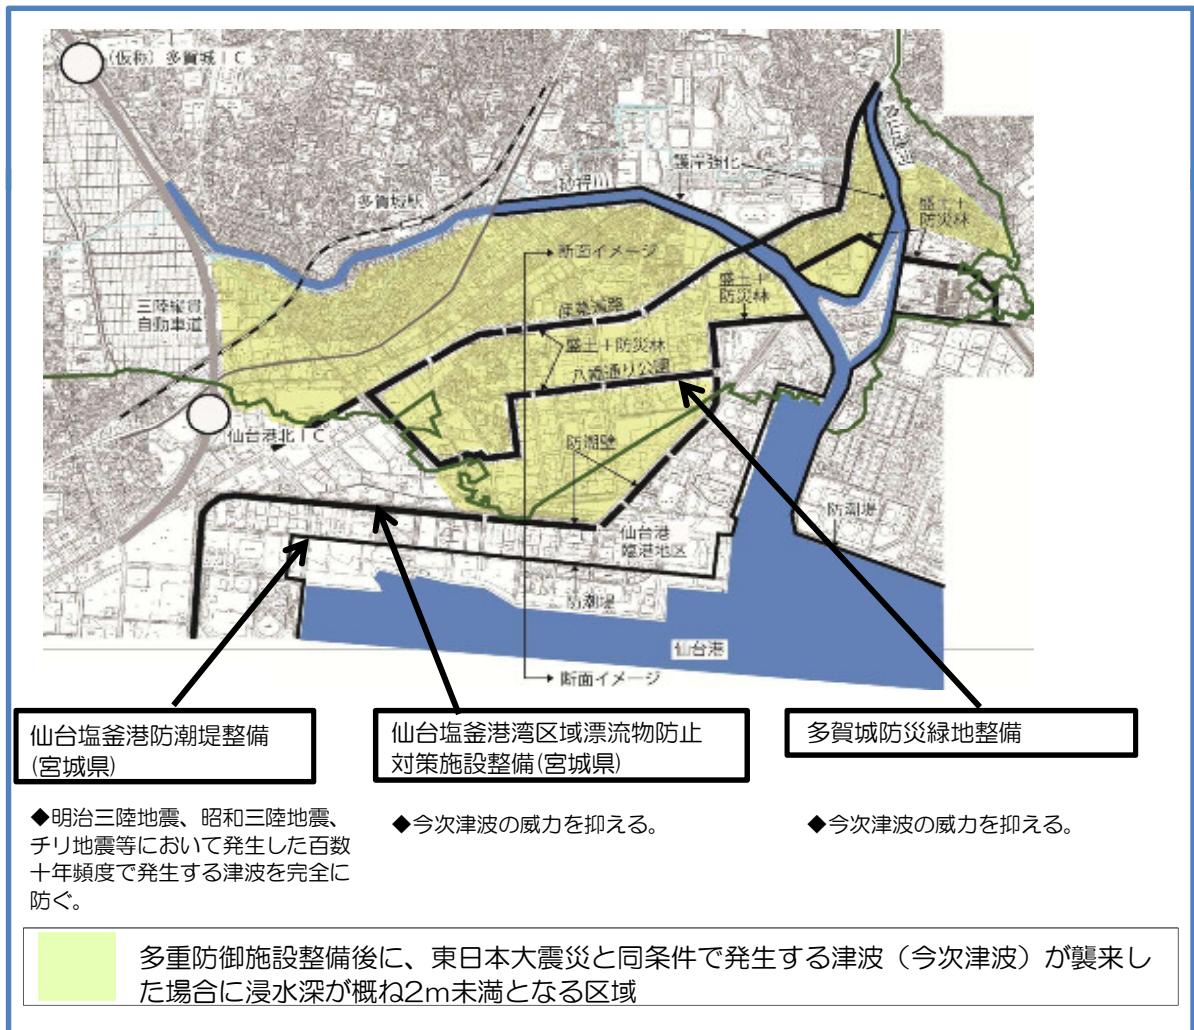 (仮称) 多賀城IC
護岸強化
砂押川
多賀城駅
盛土+
防災林
断面イメージ
三陸縦貫
自動車道
盛土+
防災林
盛土+防災林
八幡通り公園
仙台港北IC
防潮壁
仙台港
臨港地区
防潮堤
防潮堤
仙台港
断面イメージ
仙台塩釜港防潮堤整備
(宮城県)
仙台塩釜港湾区域漂流物防止
対策施設整備(宮城県)
多賀城防災緑地整備
◆明治三陸地震、昭和三陸地震、
チリ地震等において発生した百数
十年頻度で発生する津波を完全に
防ぐ。
◆今次津波の威力を抑える。
◆今次津波の威力を抑える。
多重防御施設整備後に、東日本大震災と同条件で発生する津波（今次津波）が襲来し
た場合に浸水深が概ね2ｍ未満となる区域